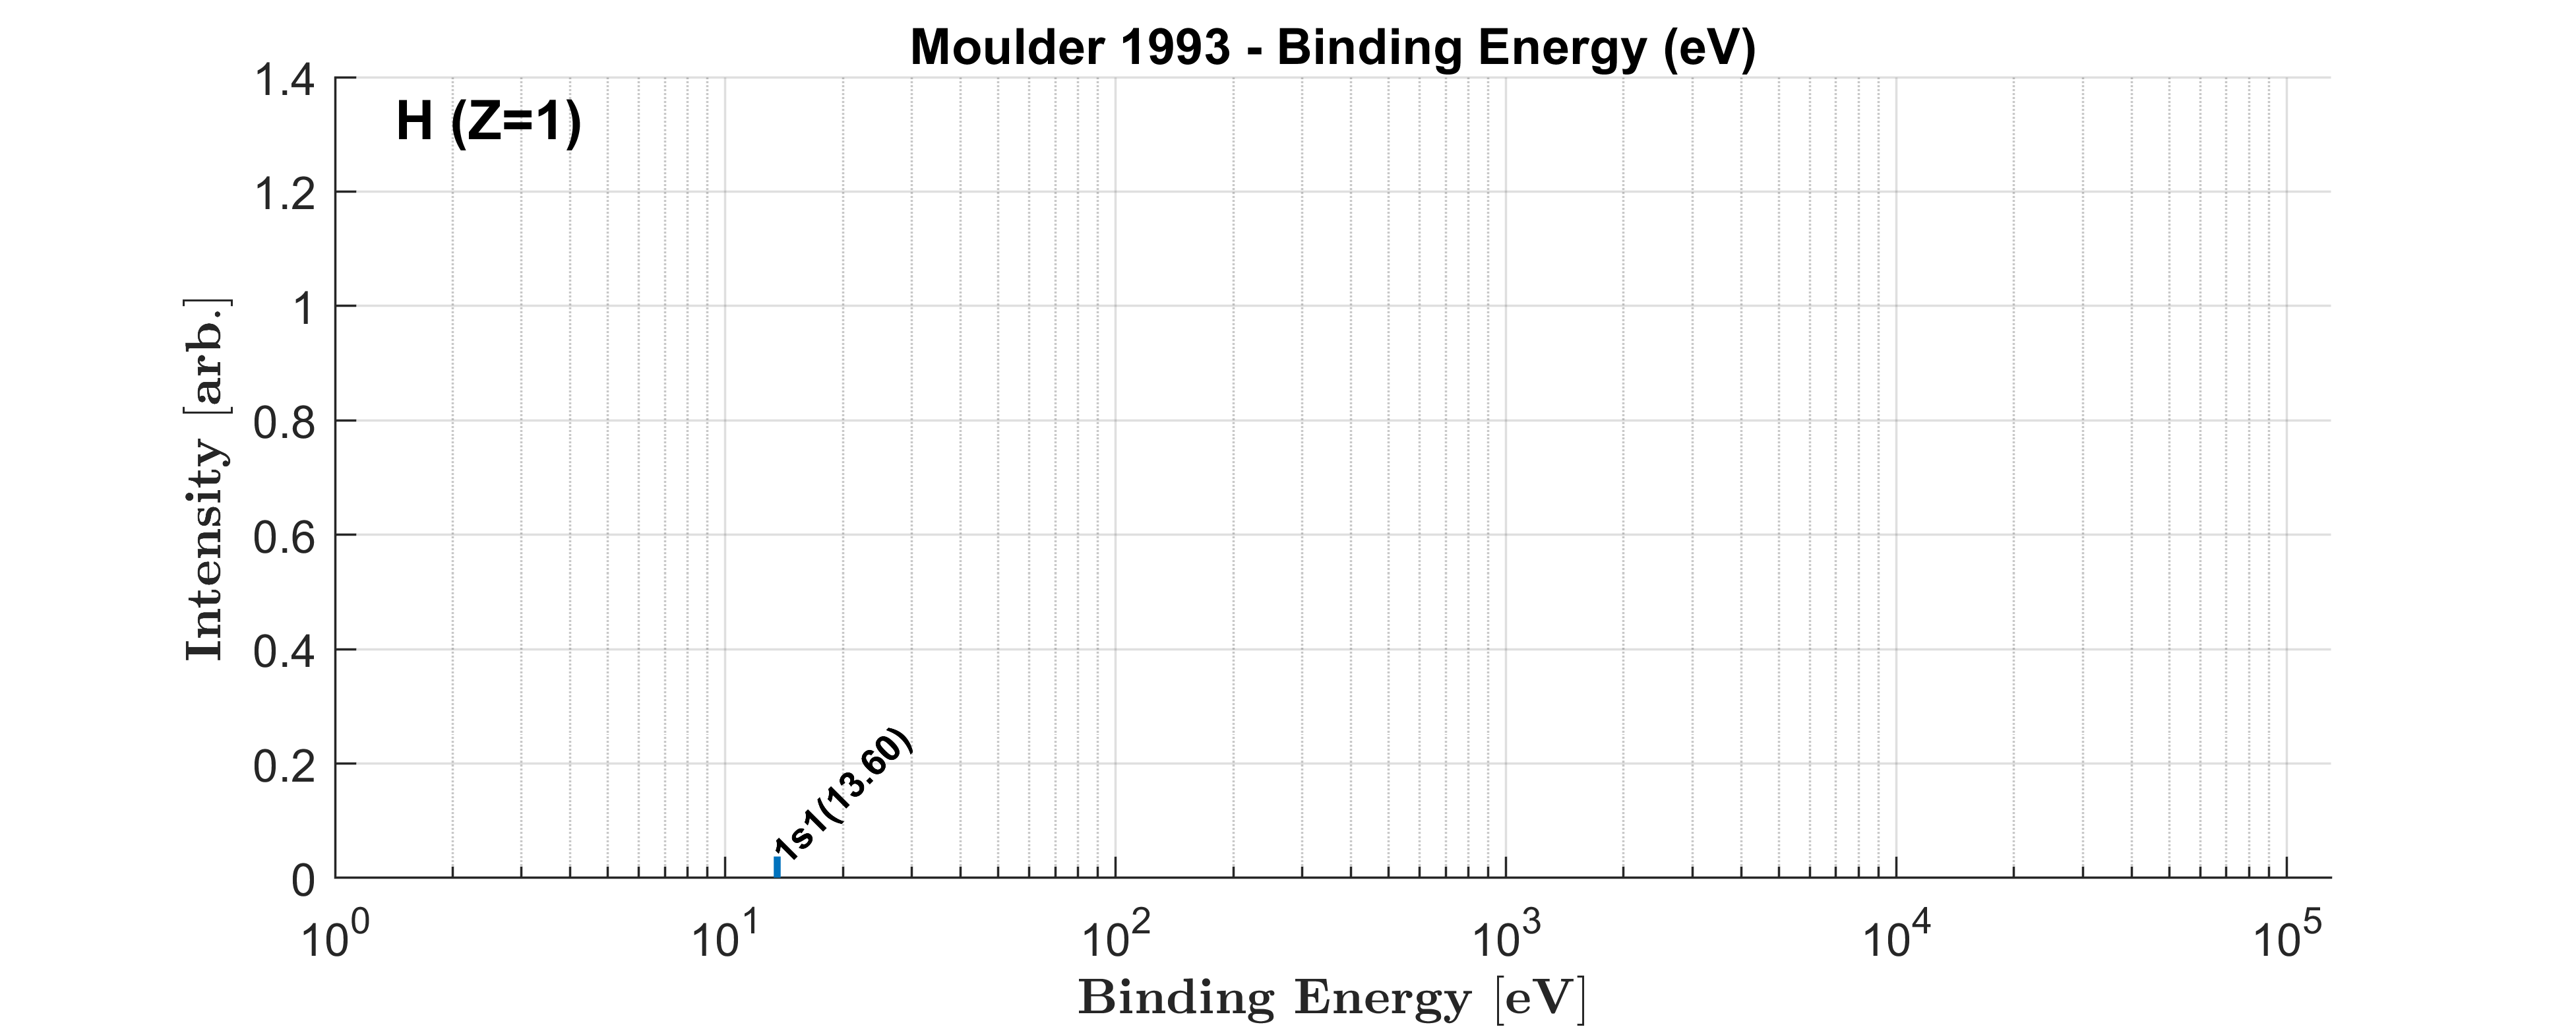 Moulder 1993 - Binding Energy (eV)
H (Z=1)
Intensity [arb.]
1.4
1.2
1
0.8
0.6
0.4
0.2
0
1s1(13.60)
10^0 10^1 10^2 10^3 10^4 10^5
Binding Energy [eV]